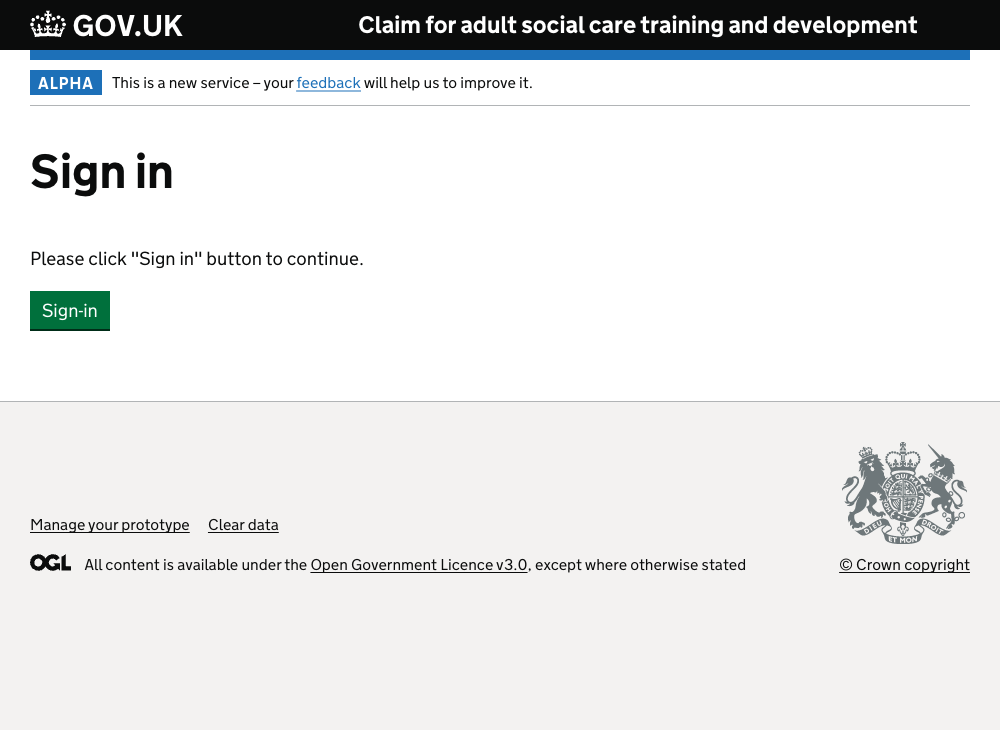 GOV.UK
Claim for adult social care training and development
ALPHA This is a new service – your feedback will help us to improve it.
Sign in
Please click "Sign in" button to continue.
Sign-in
Manage your prototype Clear data
DIEU ET MON DROIT
OGL All content is available under the Open Government Licence v3.0, except where otherwise stated
© Crown copyright